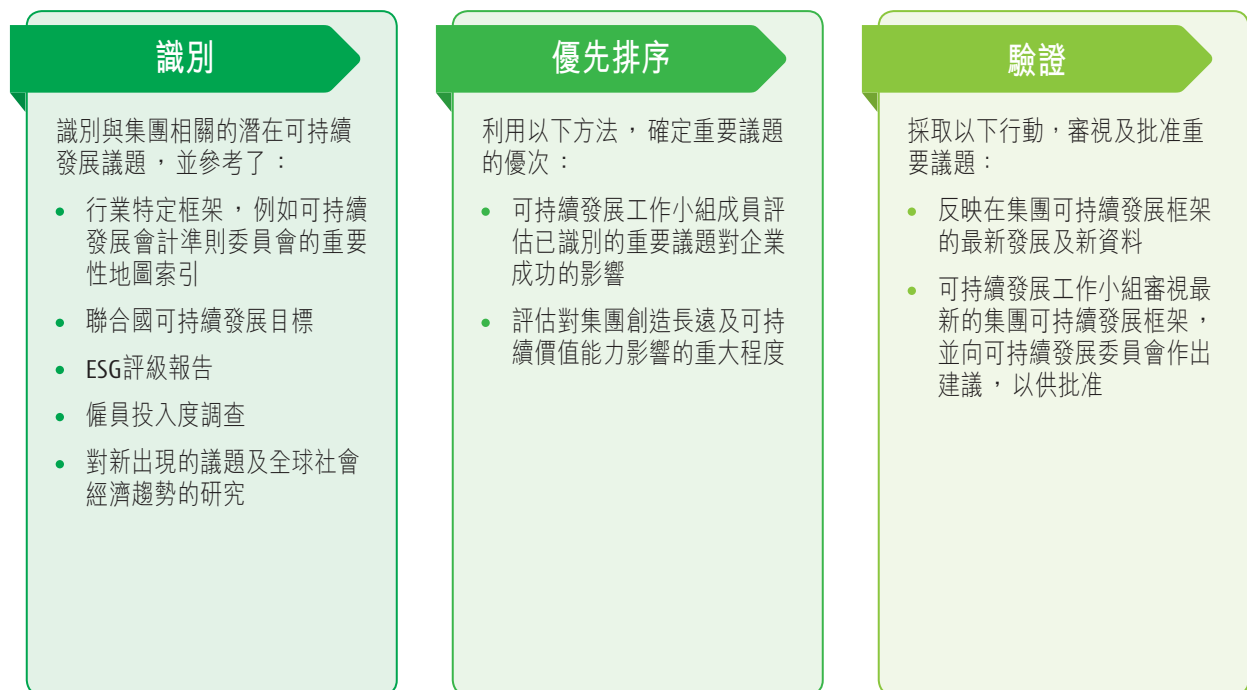 識別
識別與集團相關的潛在可持續
發展議題，並參考了：
• 行業特定框架，例如可持續
發展會計準則委員會的重要
性地圖索引
• 聯合國可持續發展目標
• ESG評級報告
• 僱員投入度調查
• 對新出現的議題及全球社會
經濟趨勢的研究
優先排序
利用以下方法，確定重要議題
的優次：
• 可持續發展工作小組成員評
估已識別的重要議題對企業
成功的影響
• 評估對集團創造長遠及可持
續價值能力影響的重大程度
驗證
採取以下行動，審視及批准重
要議題：
• 反映在集團可持續發展框架
的最新發展及新資料
• 可持續發展工作小組審視最
新的集團可持續發展框架，
並向可持續發展委員會作出
建議，以供批准